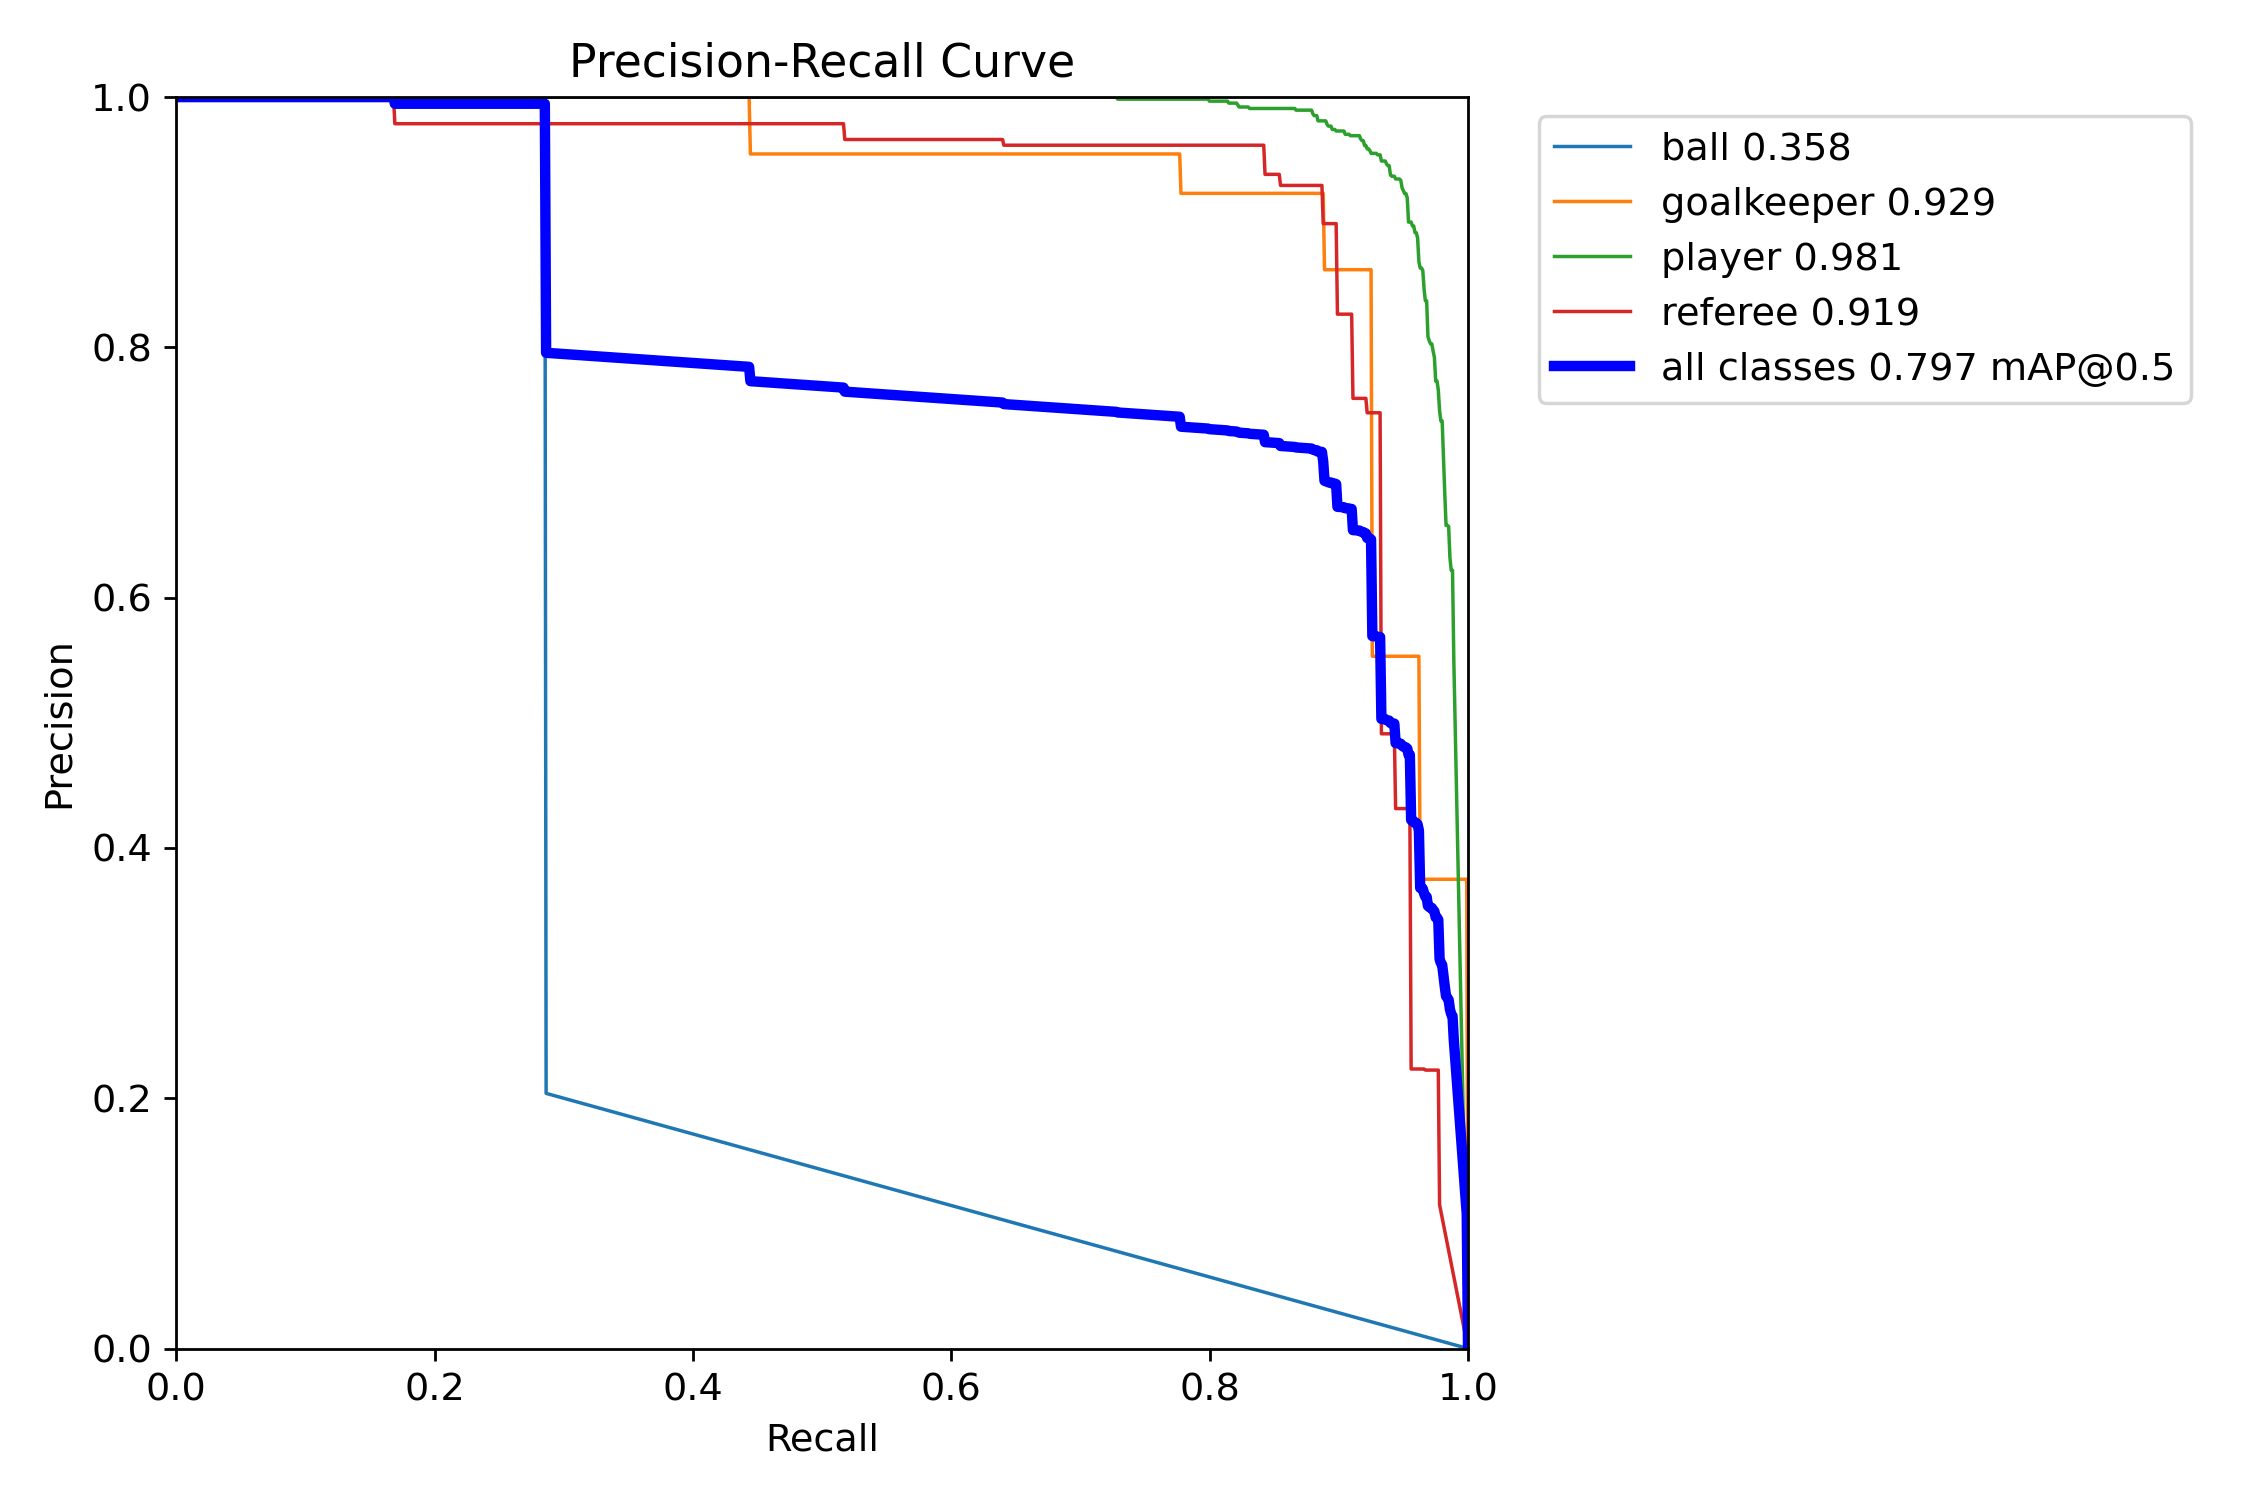 Precision-Recall Curve
1.0
0.8
0.6
0.4
0.2
0.0
Precision
0.0 0.2 0.4 0.6 0.8 1.0
Recall
ball 0.358
goalkeeper 0.929
player 0.981
referee 0.919
all classes 0.797 mAP@0.5